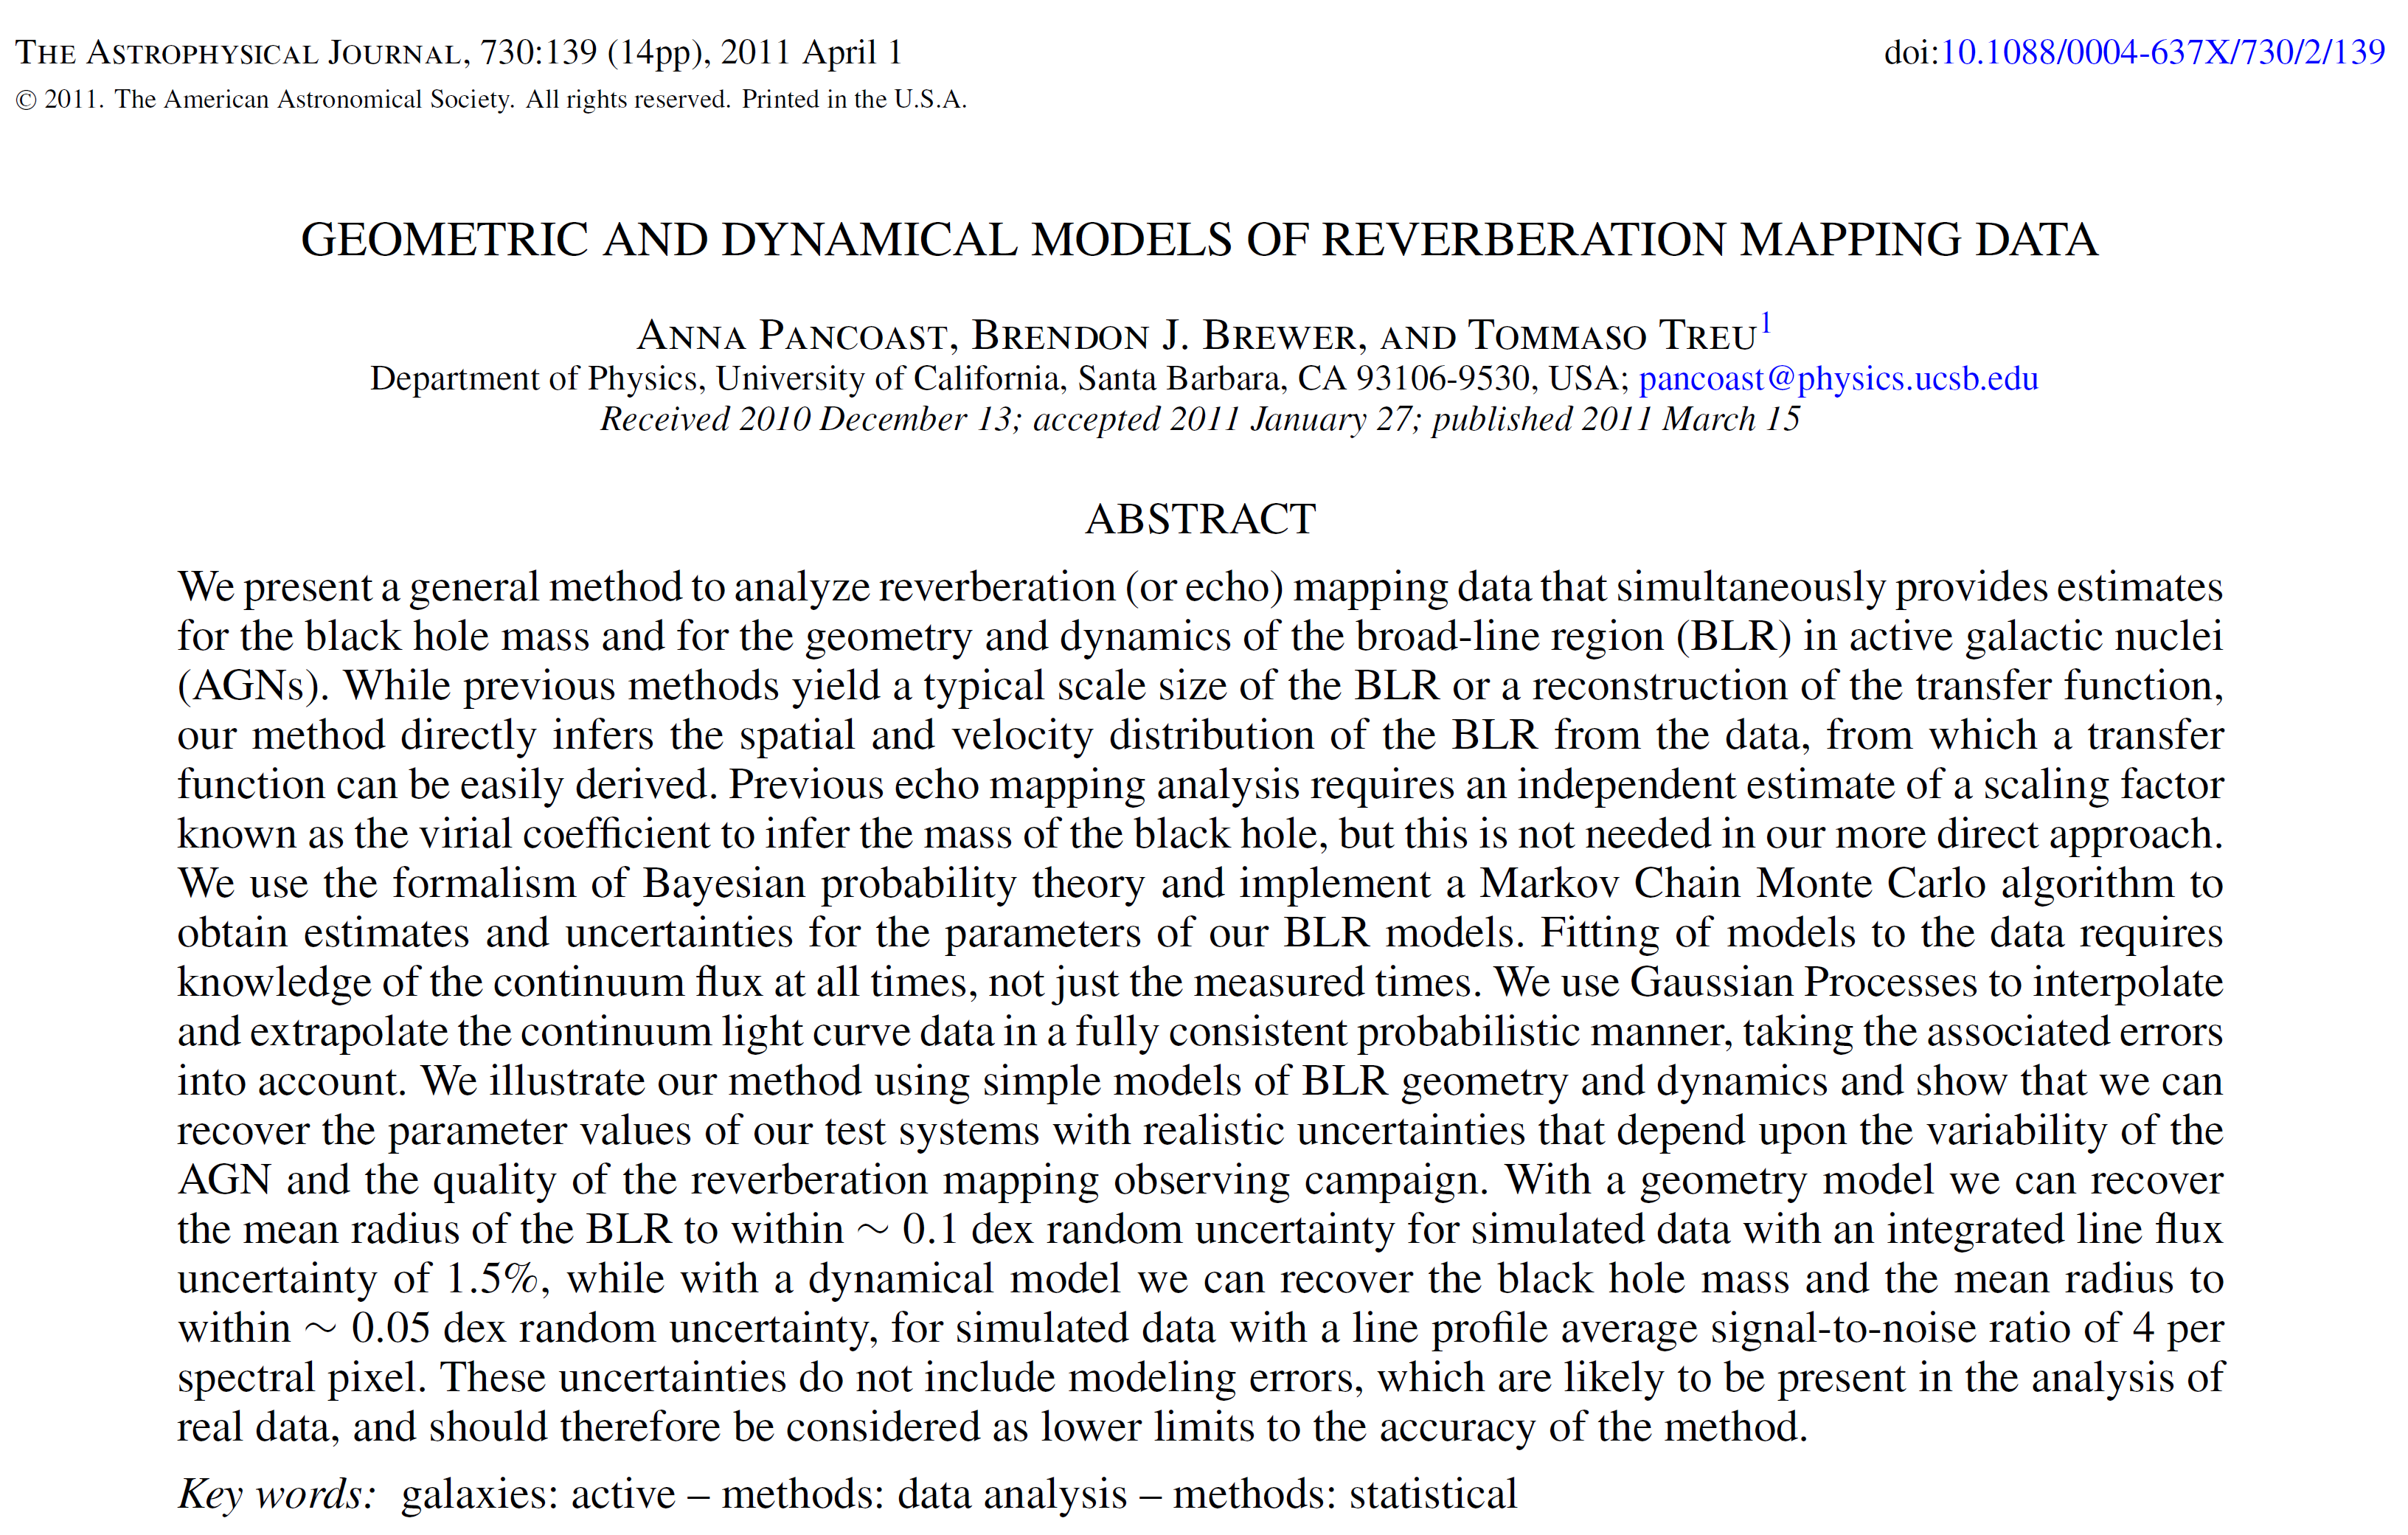 THE ASTROPHYSICAL JOURNAL, 730:139 (14pp), 2011 April 1
doi:10.1088/0004-637X/730/2/139
© 2011. The American Astronomical Society. All rights reserved. Printed in the U.S.A.
GEOMETRIC AND DYNAMICAL MODELS OF REVERBERATION MAPPING DATA
ANNA PANCOAST, BRENDON J. BREWER, AND TOMMASO TREU1
Department of Physics, University of California, Santa Barbara, CA 93106-9530, USA; pancoast@physics.ucsb.edu
Received 2010 December 13; accepted 2011 January 27; published 2011 March 15
ABSTRACT
We present a general method to analyze reverberation (or echo) mapping data that simultaneously provides estimates
for the black hole mass and for the geometry and dynamics of the broad-line region (BLR) in active galactic nuclei
(AGNs). While previous methods yield a typical scale size of the BLR or a reconstruction of the transfer function,
our method directly infers the spatial and velocity distribution of the BLR from the data, from which a transfer
function can be easily derived. Previous echo mapping analysis requires an independent estimate of a scaling factor
known as the virial coefficient to infer the mass of the black hole, but this is not needed in our more direct approach.
We use the formalism of Bayesian probability theory and implement a Markov Chain Monte Carlo algorithm to
obtain estimates and uncertainties for the parameters of our BLR models. Fitting of models to the data requires
knowledge of the continuum flux at all times, not just the measured times. We use Gaussian Processes to interpolate
and extrapolate the continuum light curve data in a fully consistent probabilistic manner, taking the associated errors
into account. We illustrate our method using simple models of BLR geometry and dynamics and show that we can
recover the parameter values of our test systems with realistic uncertainties that depend upon the variability of the
AGN and the quality of the reverberation mapping observing campaign. With a geometry model we can recover
the mean radius of the BLR to within ∼ 0.1 dex random uncertainty for simulated data with an integrated line flux
uncertainty of 1.5%, while with a dynamical model we can recover the black hole mass and the mean radius to
within ∼ 0.05 dex random uncertainty, for simulated data with a line profile average signal-to-noise ratio of 4 per
spectral pixel. These uncertainties do not include modeling errors, which are likely to be present in the analysis of
real data, and should therefore be considered as lower limits to the accuracy of the method.
Key words: galaxies: active – methods: data analysis – methods: statistical